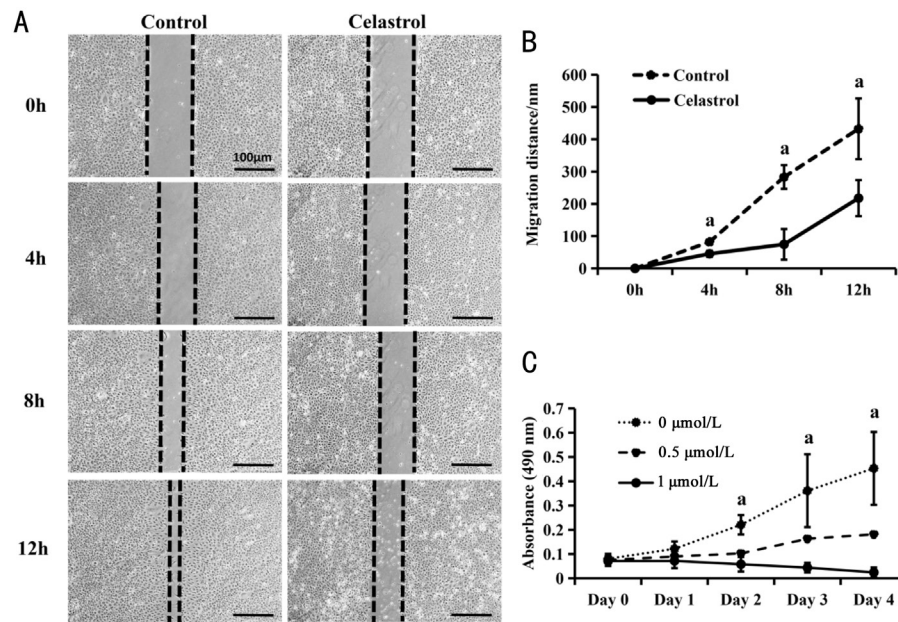 A
Control
Celastrol
0h
100μm
4h
8h
12h
B
Migration distance/nm
600
500
400
300
200
100
0
Control
Celastrol
a
a
a
0h
4h
8h
12h
C
Absorbance (490 nm)
0.7
0.6
0.5
0.4
0.3
0.2
0.1
0
0 μmol/L
0.5 μmol/L
1 μmol/L
a
a
a
Day 0
Day 1
Day 2
Day 3
Day 4